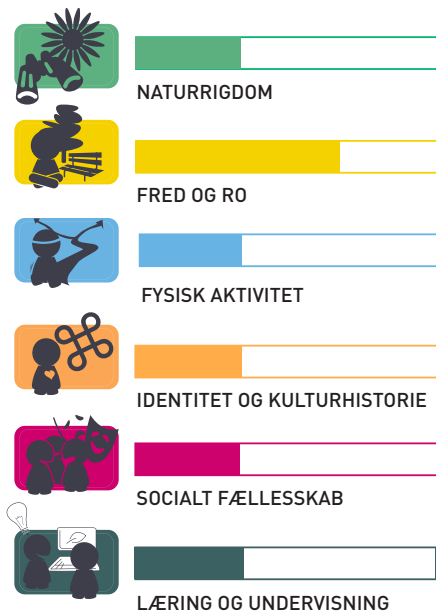 NATURRIGDOM
FRED OG RO
FYSISK AKTIVITET
IDENTITET OG KULTURHISTORIE
SOCIALT FÆLLESSKAB
LÆRING OG UNDERVISNING